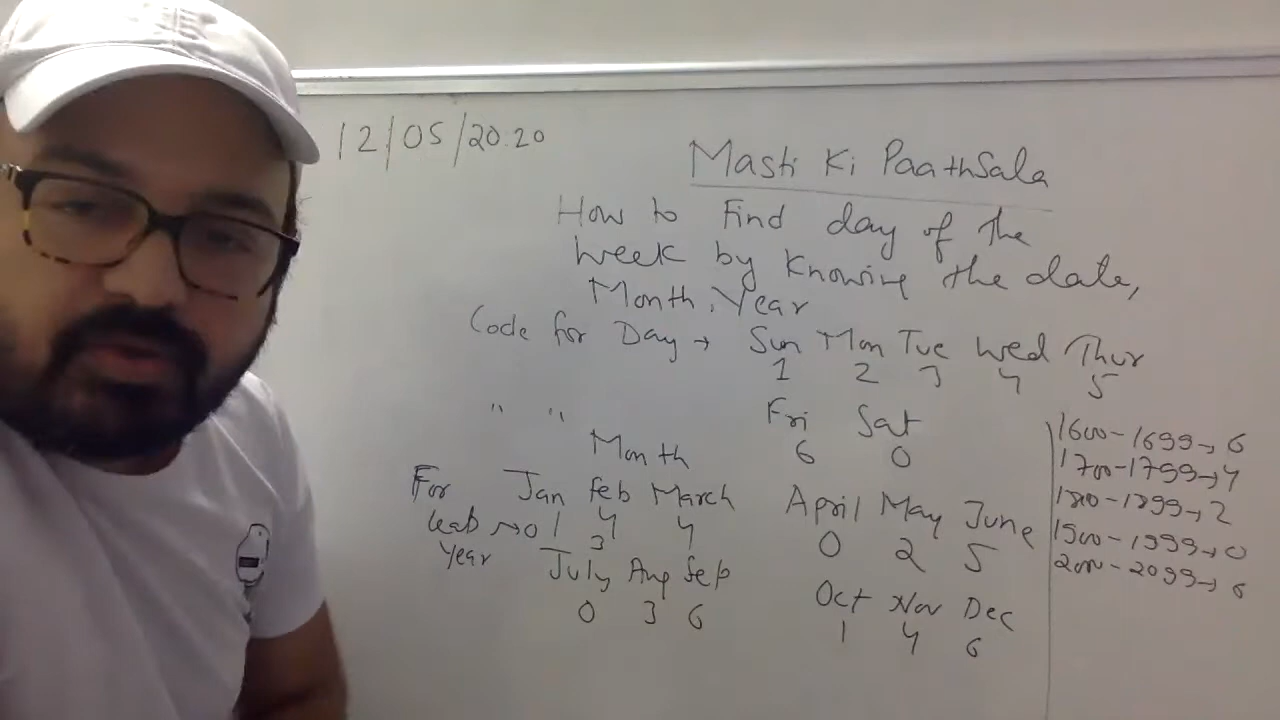 12/05/2020
Masti Ki PaathSala
How to Find day of the
week by Knowing the date,
Month, Year
Code for Day → Sun Mon Tue Wed Thur
1 2 3 4 5
Fri Sat
6 0
" " Month
For Jan Feb March April May June
leab →0 1 4 3 4 0 2 5
Year July Aug Seb Oct Nov Dec
0 3 6 1 4 6
1600-1699→6
1700-1799→4
1800-1899→2
1900-1999→0
2000-2099→6